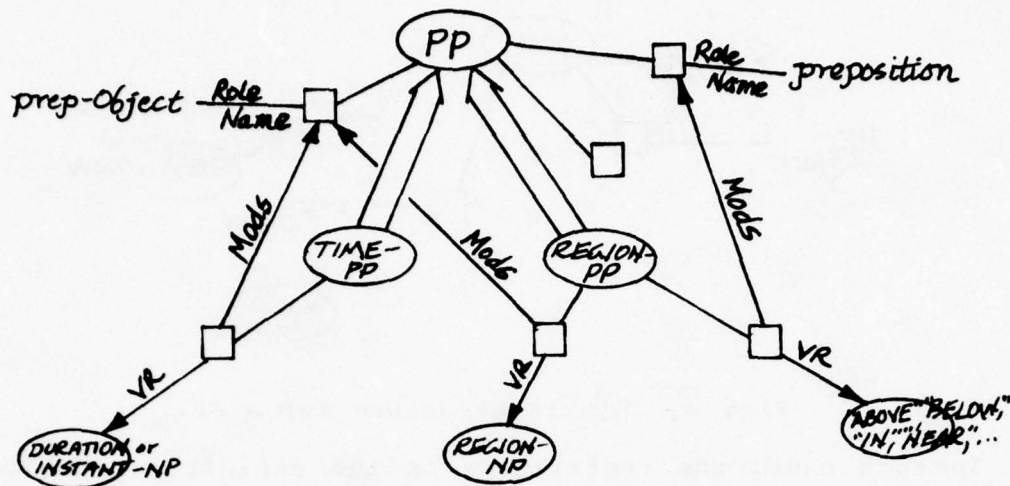 PP
Role
Name
preposition
prep-Object
Role
Name
Mods
TIME-
PP
Mods
REGION-
PP
Mods
VR
VR
VR
DURATION or
INSTANT-NP
REGION-
NP
"ABOVE""BELOW,"
"IN,""NEAR,"...